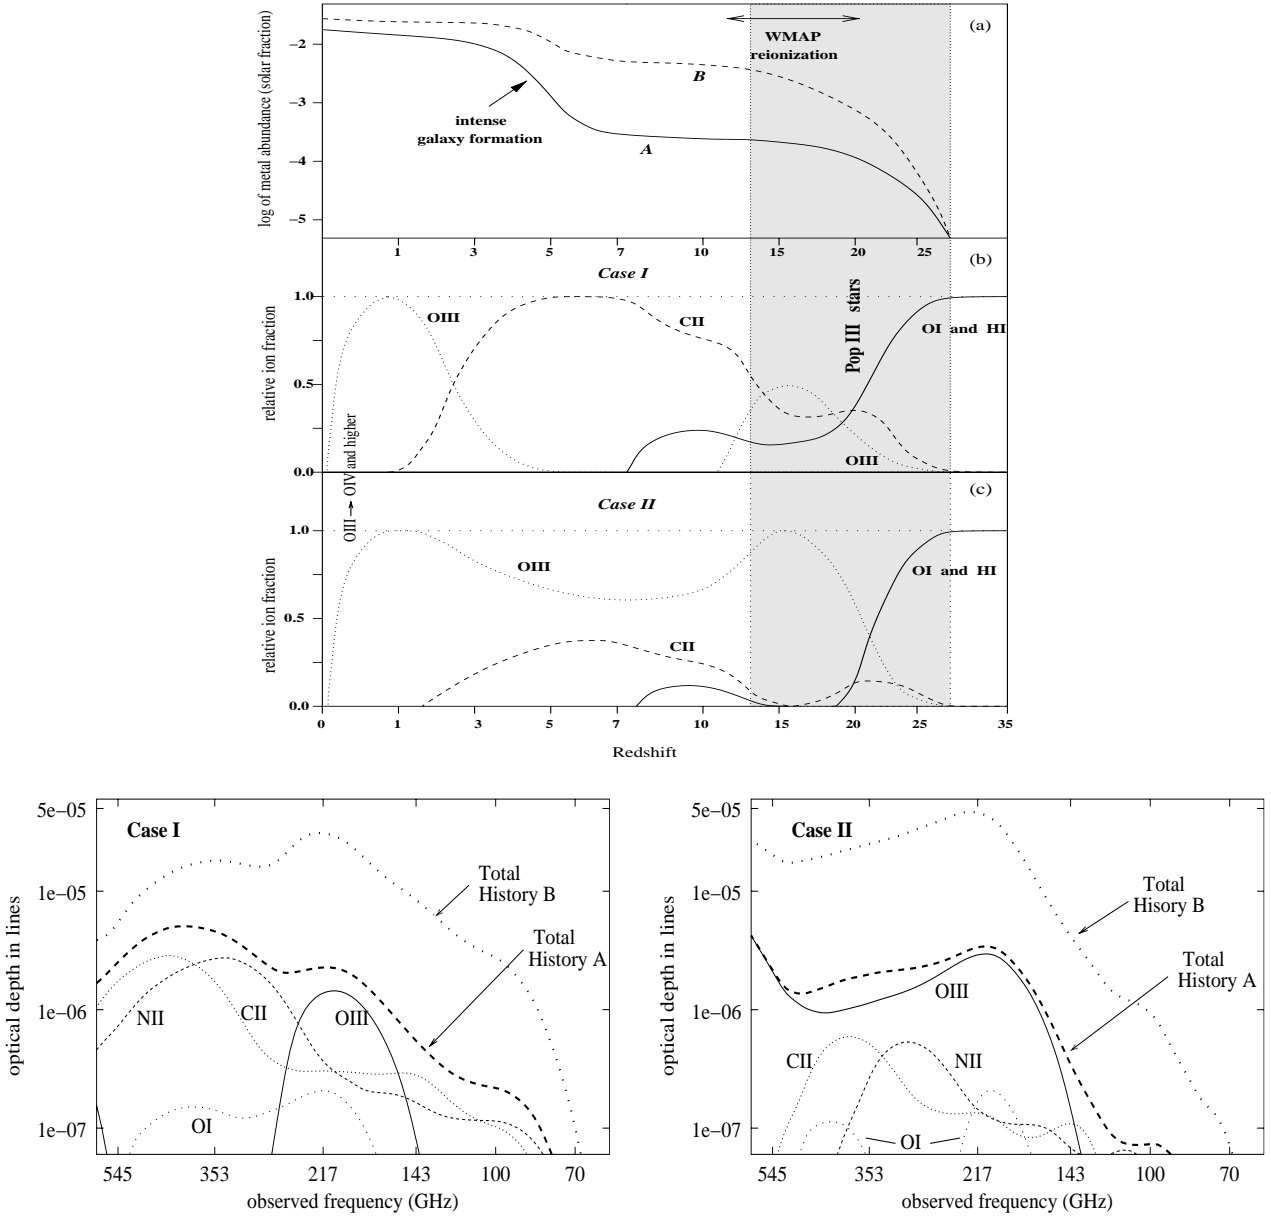 (a)
WMAP
reionization
B
intense
galaxy formation
A
log of metal abundance (solar fraction)
−2
−3
−4
−5
1 3 5 7 10 15 20 25
(b)
Case I
OIII
CII
Pop III stars
OI and HI
OIII
relative ion fraction
1.0
0.5
0.0
OIII → OIV and higher
(c)
Case II
OIII
CII
OI and HI
relative ion fraction
1.0
0.5
0.0
0 1 3 5 7 10 15 20 25 35
Redshift
Case I
Total
History B
Total
History A
NII
CII
OIII
OI
optical depth in lines
5e−05
1e−05
1e−06
1e−07
545 353 217 143 100 70
observed frequency (GHz)
Case II
Total
Hisory B
Total
History A
OIII
CII
NII
OI
optical depth in lines
5e−05
1e−05
1e−06
1e−07
545 353 217 143 100 70
observed frequency (GHz)